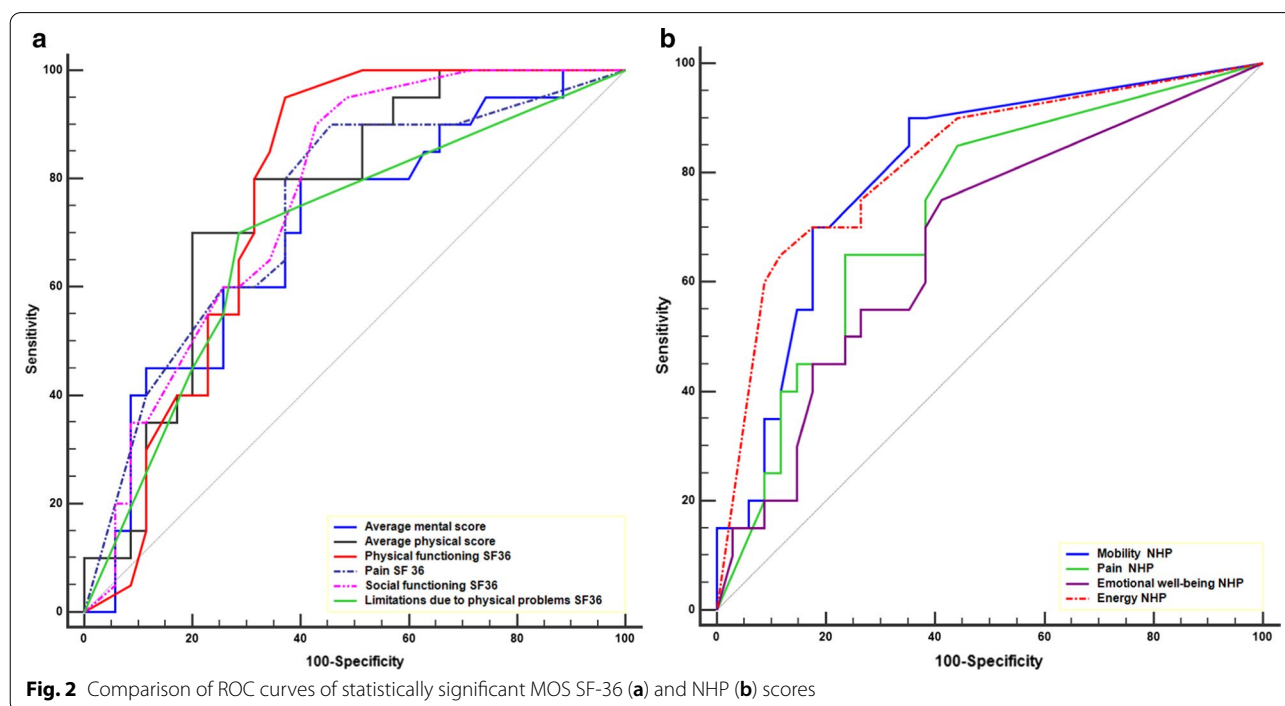 a
100
80
60
40
20
0
Sensitivity
0 20 40 60 80 100
100-Specificity
Average mental score
Average physical score
Physical functioning SF36
Pain SF 36
Social functioning SF36
Limitations due to physical problems SF36
b
100
80
60
40
20
0
Sensitivity
0 20 40 60 80 100
100-Specificity
Mobility NHP
Pain NHP
Emotional well-being NHP
Energy NHP
Fig. 2 Comparison of ROC curves of statistically significant MOS SF-36 (a) and NHP (b) scores